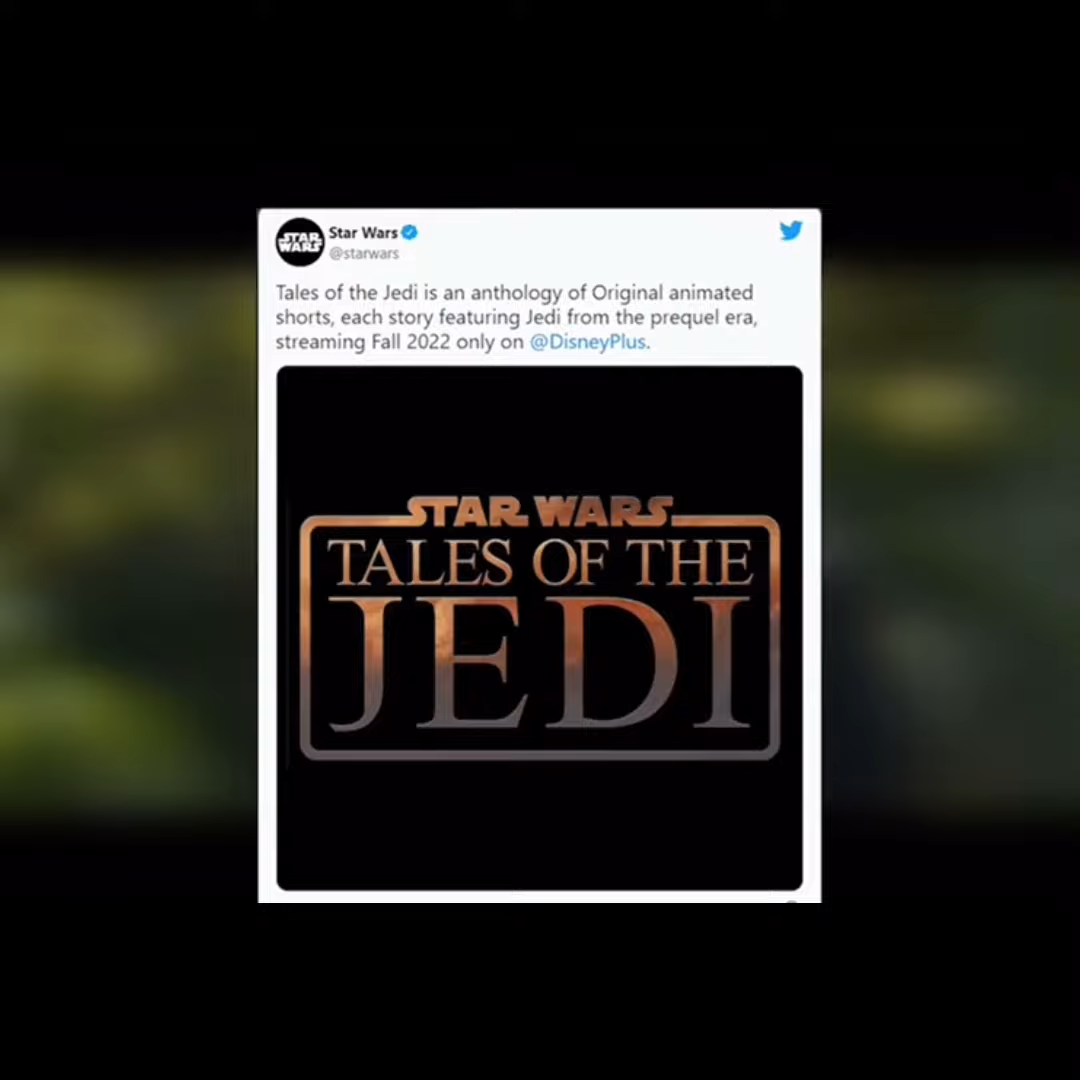 STAR
WARS
Star Wars
@starwars
Tales of the Jedi is an anthology of Original animated
shorts, each story featuring Jedi from the prequel era,
streaming Fall 2022 only on @DisneyPlus.
STAR WARS
TALES OF THE
JEDI